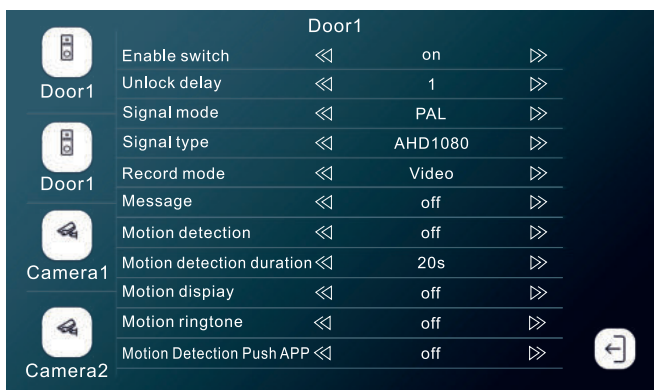 Door1
Door1
Door1
Camera1
Camera2
Enable switch on
Unlock delay 1
Signal mode PAL
Signal type AHD1080
Record mode Video
Message off
Motion detection off
Motion detection duration 20s
Motion display off
Motion ringtone off
Motion Detection Push APP off